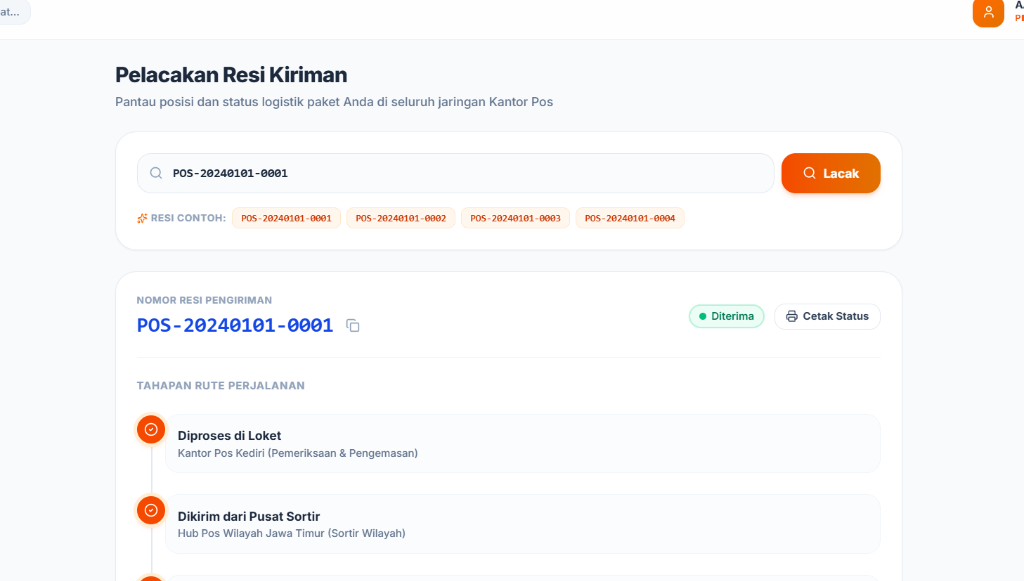 at...
Pelacakan Resi Kiriman
Pantau posisi dan status logistik paket Anda di seluruh jaringan Kantor Pos
POS-20240101-0001
Lacak
RESI CONTOH: POS-20240101-0001 POS-20240101-0002 POS-20240101-0003 POS-20240101-0004
NOMOR RESI PENGIRIMAN
POS-20240101-0001
Diterima
Cetak Status
TAHAPAN RUTE PERJALANAN
Diproses di Loket
Kantor Pos Kediri (Pemeriksaan & Pengemasan)
Dikirim dari Pusat Sortir
Hub Pos Wilayah Jawa Timur (Sortir Wilayah)